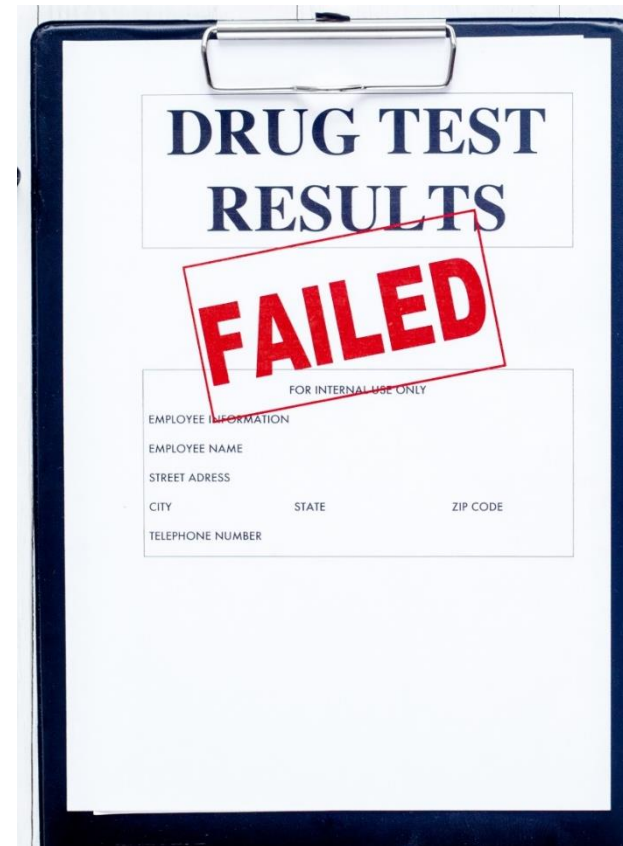 DRUG TEST
RESULTS
FAILED
FOR INTERNAL USE ONLY
EMPLOYEE INFORMATION
EMPLOYEE NAME
STREET ADRESS
CITY STATE ZIP CODE
TELEPHONE NUMBER